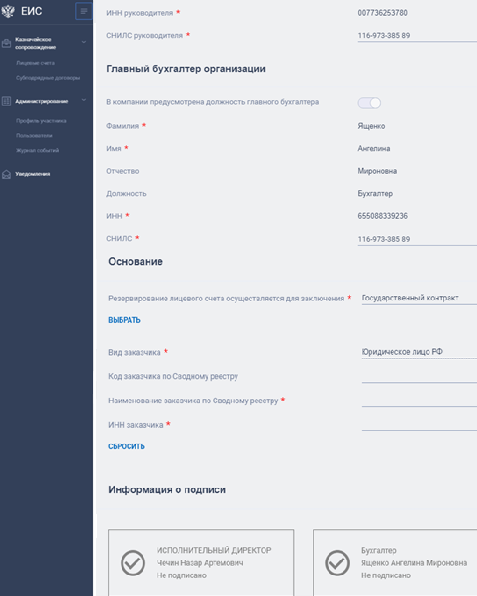 ЕИС
Казначейское
сопровождение
Лицевые счета
Субподрядные договоры
Администрирование
Профиль участника
Пользователи
Журнал событий
Уведомления
ИНН руководителя * 007736253780
СНИЛС руководителя * 116-973-385 89
Главный бухгалтер организации
В компании предусмотрена должность главного бухгалтера
Фамилия * Ященко
Имя * Ангелина
Отчество Мироновна
Должность Бухгалтер
ИНН * 655088339236
СНИЛС * 116-973-385 89
Основание
Резервирование лицевого счета осуществляется для заключения * Государственный контракт
ВЫБРАТЬ
Вид заказчика * Юридическое лицо РФ
Код заказчика по Сводному реестру
Наименование заказчика по Сводному реестру *
ИНН заказчика *
СБРОСИТЬ
Информация о подписи
ИСПОЛНИТЕЛЬНЫЙ ДИРЕКТОР
Чечин Назар Артемович
Не подписано
Бухгалтер
Ященко Ангелина Мироновна
Не подписано